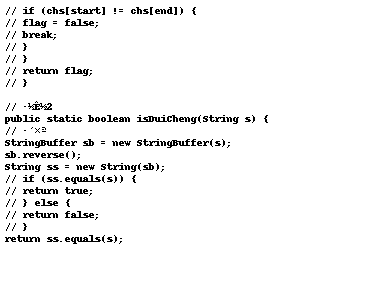 // if (chs[start] != chs[end]) {
// flag = false;
// break;
// }
// }
// return flag;
// }
// ·½Ê½2
public static boolean isDuiCheng(String s) {
// ·´×ª
StringBuffer sb = new StringBuffer(s);
sb.reverse();
String ss = new String(sb);
// if (ss.equals(s)) {
// return true;
// } else {
// return false;
// }
return ss.equals(s);